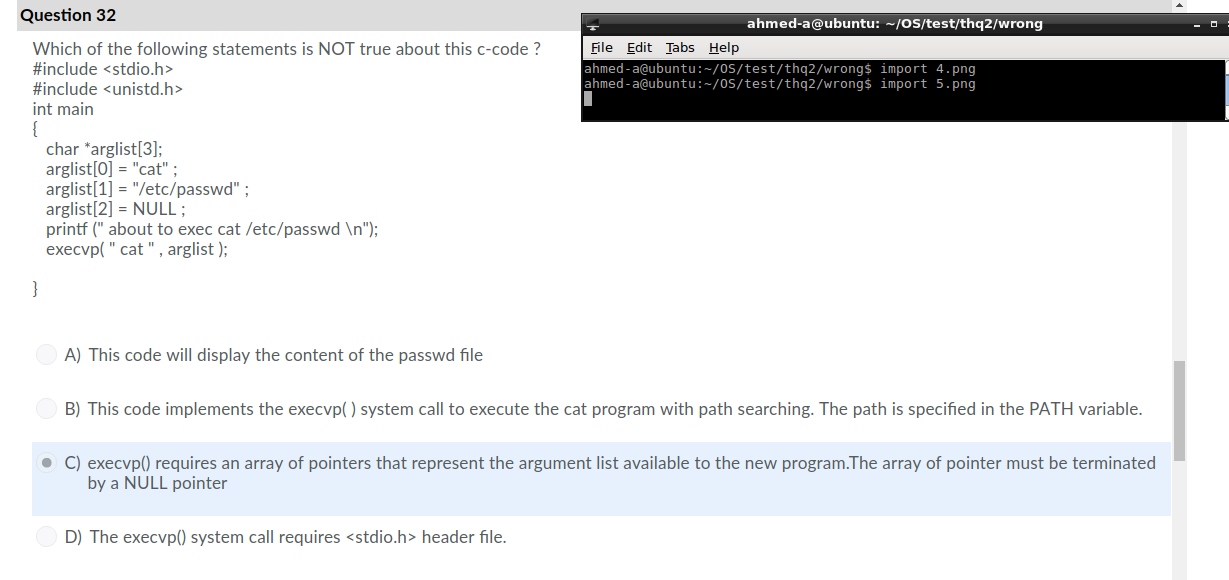 Question 32
ahmed-a@ubuntu: ~/OS/test/thq2/wrong
File Edit Tabs Help
ahmed-a@ubuntu:~/OS/test/thq2/wrong$ import 4.png
ahmed-a@ubuntu:~/OS/test/thq2/wrong$ import 5.png
Which of the following statements is NOT true about this c-code ?
#include <stdio.h>
#include <unistd.h>
int main
{
char *arglist[3];
arglist[0] = "cat" ;
arglist[1] = "/etc/passwd" ;
arglist[2] = NULL ;
printf (" about to exec cat /etc/passwd \n");
execvp( " cat " , arglist );
}
A) This code will display the content of the passwd file
B) This code implements the execvp( ) system call to execute the cat program with path searching. The path is specified in the PATH variable.
C) execvp() requires an array of pointers that represent the argument list available to the new program.The array of pointer must be terminated
by a NULL pointer
D) The execvp() system call requires <stdio.h> header file.